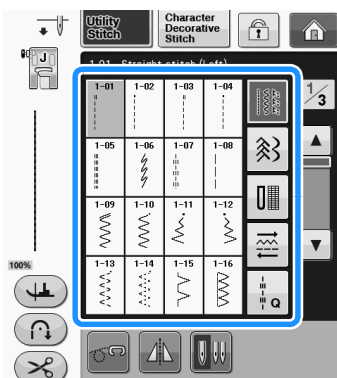 Utility
Stitch
Character
Decorative
Stitch
J
1-01 Straight stitch (Left)
1/3
1-01 1-02 1-03 1-04
1-05 1-06 1-07 1-08
1-09 1-10 1-11 1-12
1-13 1-14 1-15 1-16
Q
100%